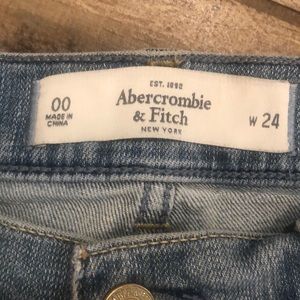 EST. 1892
00
MADE IN
CHINA
Abercrombie
& Fitch
NEW YORK
W 24